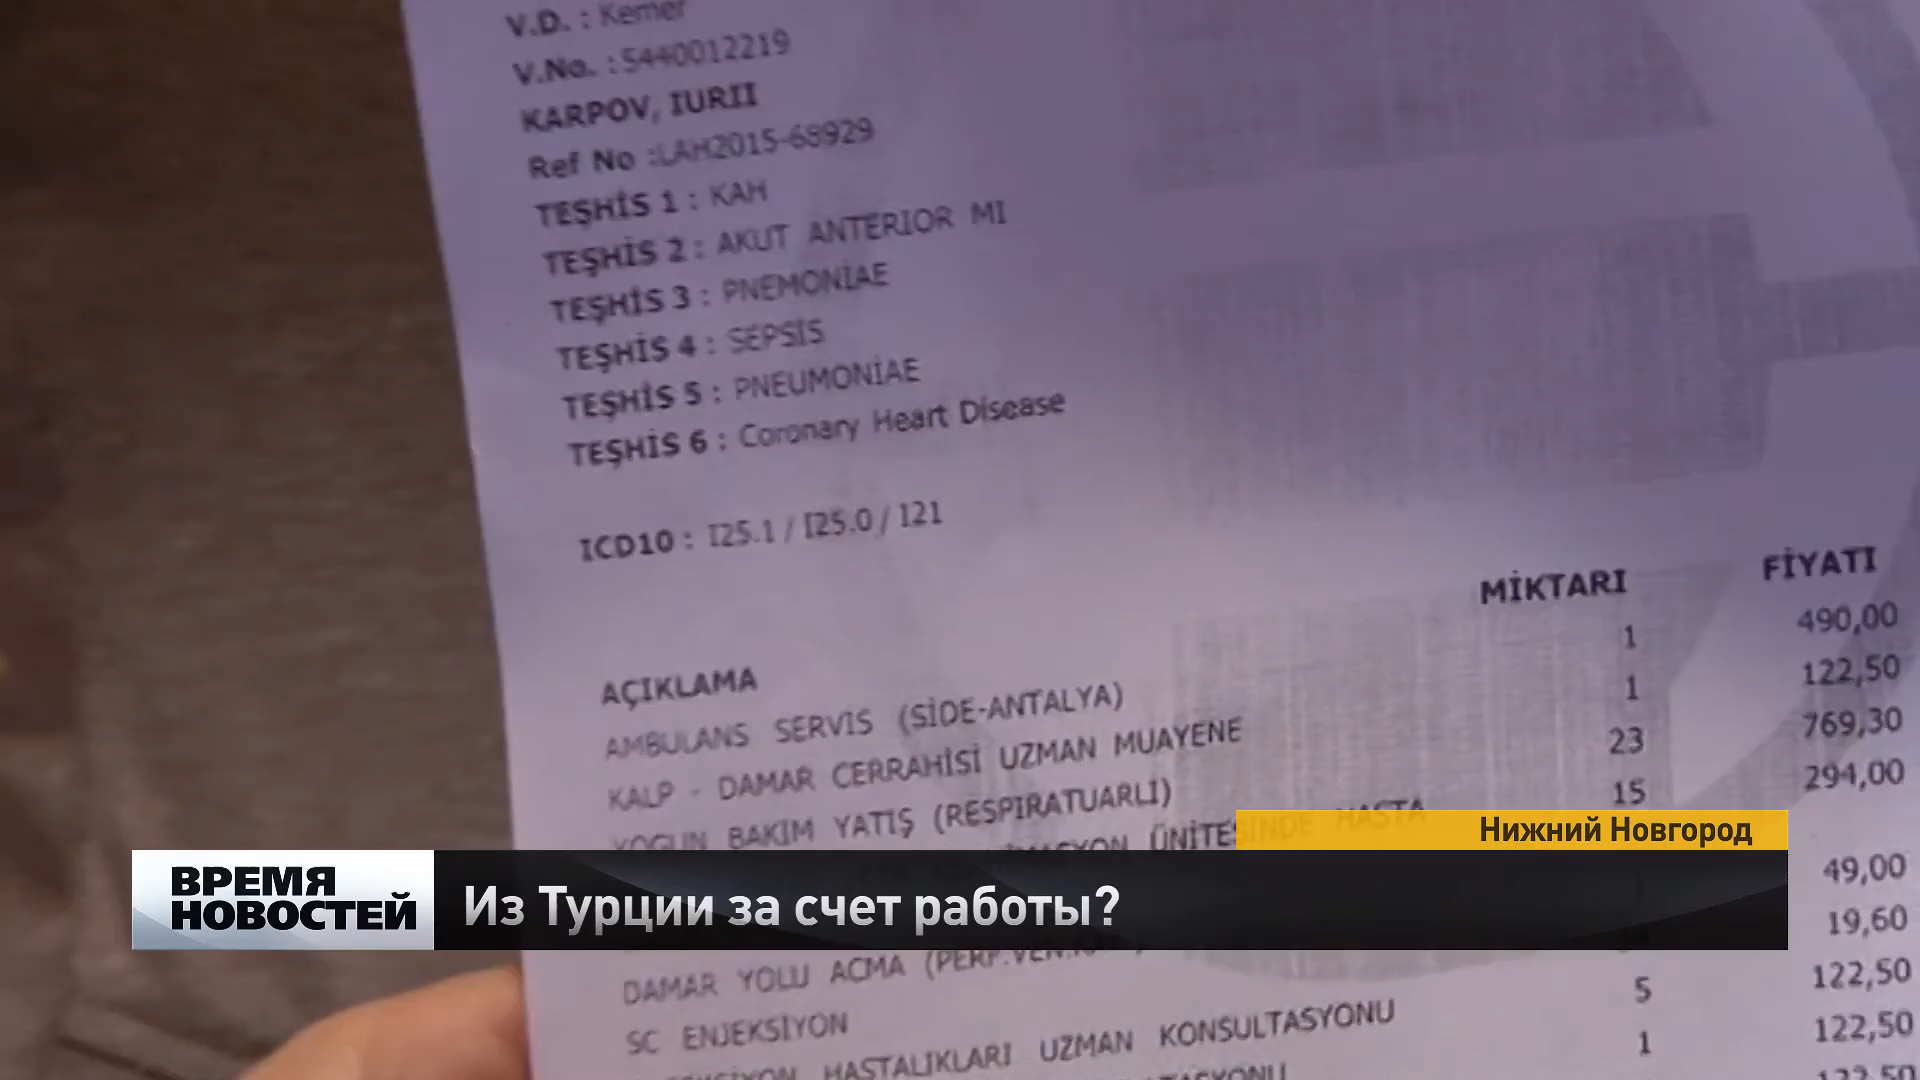 V.D. : Kemer
V.No. :5440012219
KARPOV, IURII
Ref No :LAH2015-68929
TEŞHİS 1 : KAH
TEŞHİS 2 : AKUT ANTERIOR MI
TEŞHİS 3 : PNEMONİAE
TEŞHİS 4 : SEPSİS
TEŞHİS 5 : PNEUMONİAE
TEŞHİS 6 : Coronary Heart Disease
ICD10 : I25.1 / I25.0 / I21
AÇIKLAMA MİKTARI FİYATI
AMBULANS SERVİS (SİDE-ANTALYA) 1 490,00
KALP - DAMAR CERRAHİSİ UZMAN MUAYENE 1 122,50
YOGUN BAKIM YATIŞ (RESPIRATUARLI) 23 769,30
ÜNİTESİNDE HASTA 15 294,00
Нижний Новгород
49,00
ВРЕМЯ
НОВОСТЕЙ
Из Турции за счет работы?
19,60
DAMAR YOLU ACMA 122,50
SC ENJEKSİYON 5 122,50
HASTALIKLARI UZMAN KONSULTASYONU 1